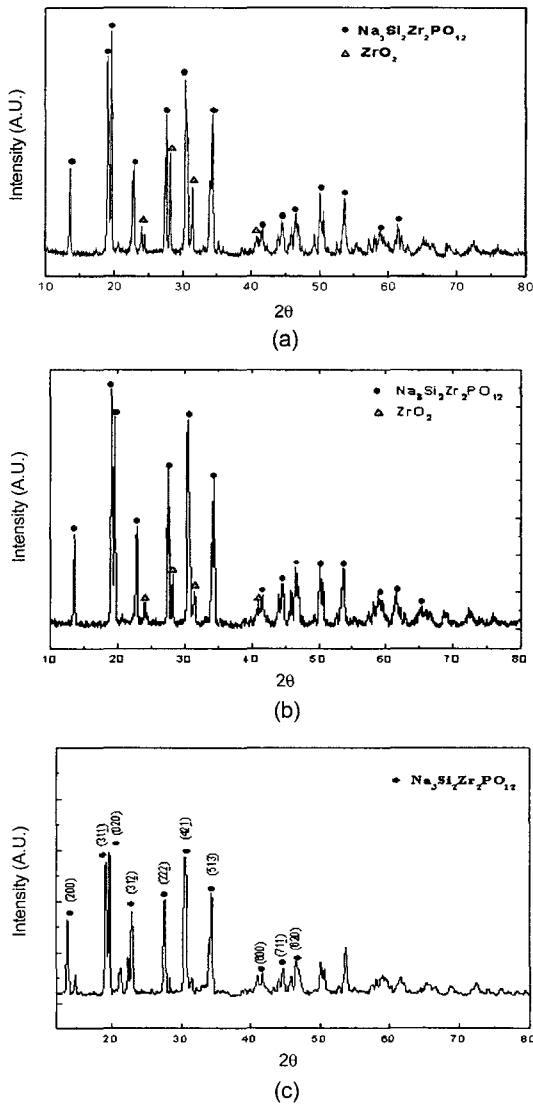 ● Na₃Si₂Zr₂PO₁₂
△ ZrO₂
Intensity (A.U.)
10 20 30 40 50 60 70 80
2θ
(a)
● Na₃Si₂Zr₂PO₁₂
△ ZrO₂
Intensity (A.U.)
10 20 30 40 50 60 70 80
2θ
(b)
● Na₃Si₂Zr₂PO₁₂
Intensity (A.U.)
(200)
(311)
(020)
(312)
(222)
(421)
(513)
(600)
(711)
(620)
20 30 40 50 60 70 80
2θ
(c)